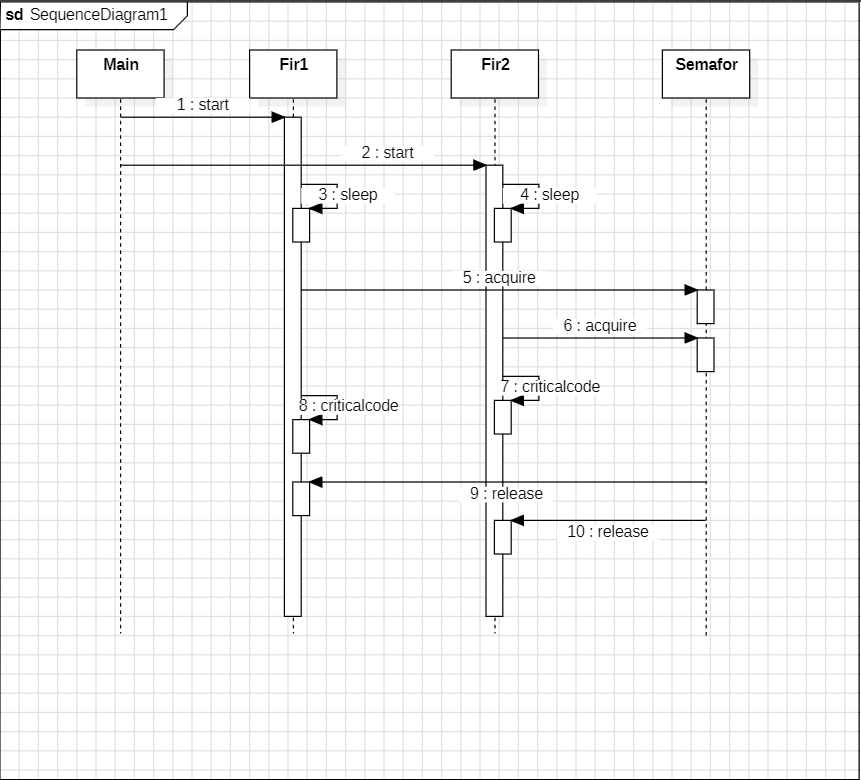 sd SequenceDiagram1
Main
Fir1
Fir2
Semafor
1 : start
2 : start
3 : sleep
4 : sleep
5 : acquire
6 : acquire
7 : criticalcode
8 : criticalcode
9 : release
10 : release